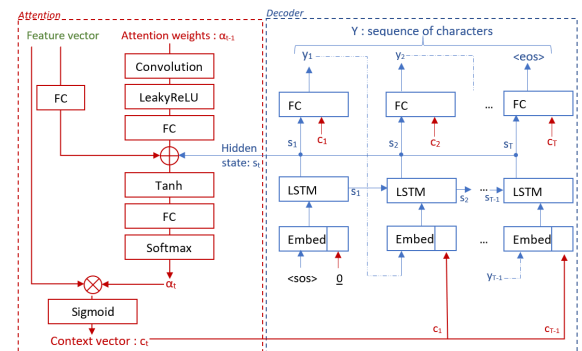 Attention
Decoder
Feature vector
Attention weights : αt-1
Convolution
LeakyReLU
FC
FC
Tanh
FC
Softmax
αt
Sigmoid
Context vector : ct
Hidden
state: st
Y : sequence of characters
y1
y2
<eos>
FC
FC
... FC
s1
c1
s2
c2
sT
cT
LSTM
s1
LSTM
s2
...
sT-1
LSTM
Embed
Embed
...
Embed
<sos>
0
yT-1
c1
cT-1